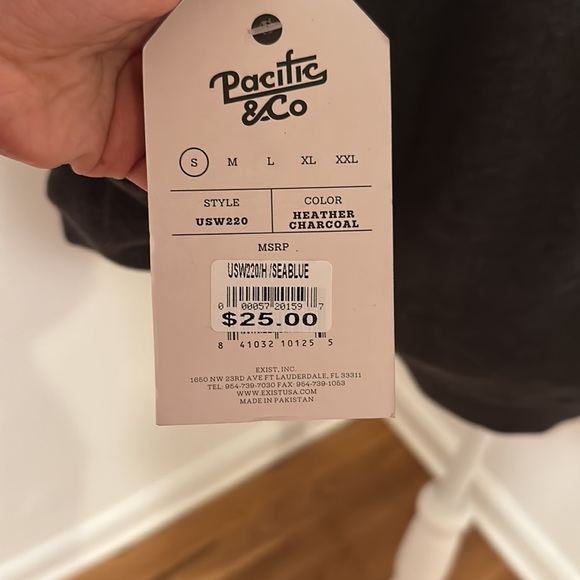 Pacific
& Co
S M L XL XXL
STYLE COLOR
USW220 HEATHER
CHARCOAL
MSRP
USW220/H /SEABLUE
0 00057 20159 7
$25.00
8 41032 10125 5
EXIST, INC.
1650 NW 23RD AVE FT LAUDERDALE, FL 33311
TEL: 954-739-7030 FAX: 954-739-1053
WWW.EXISTUSA.COM
MADE IN PAKISTAN